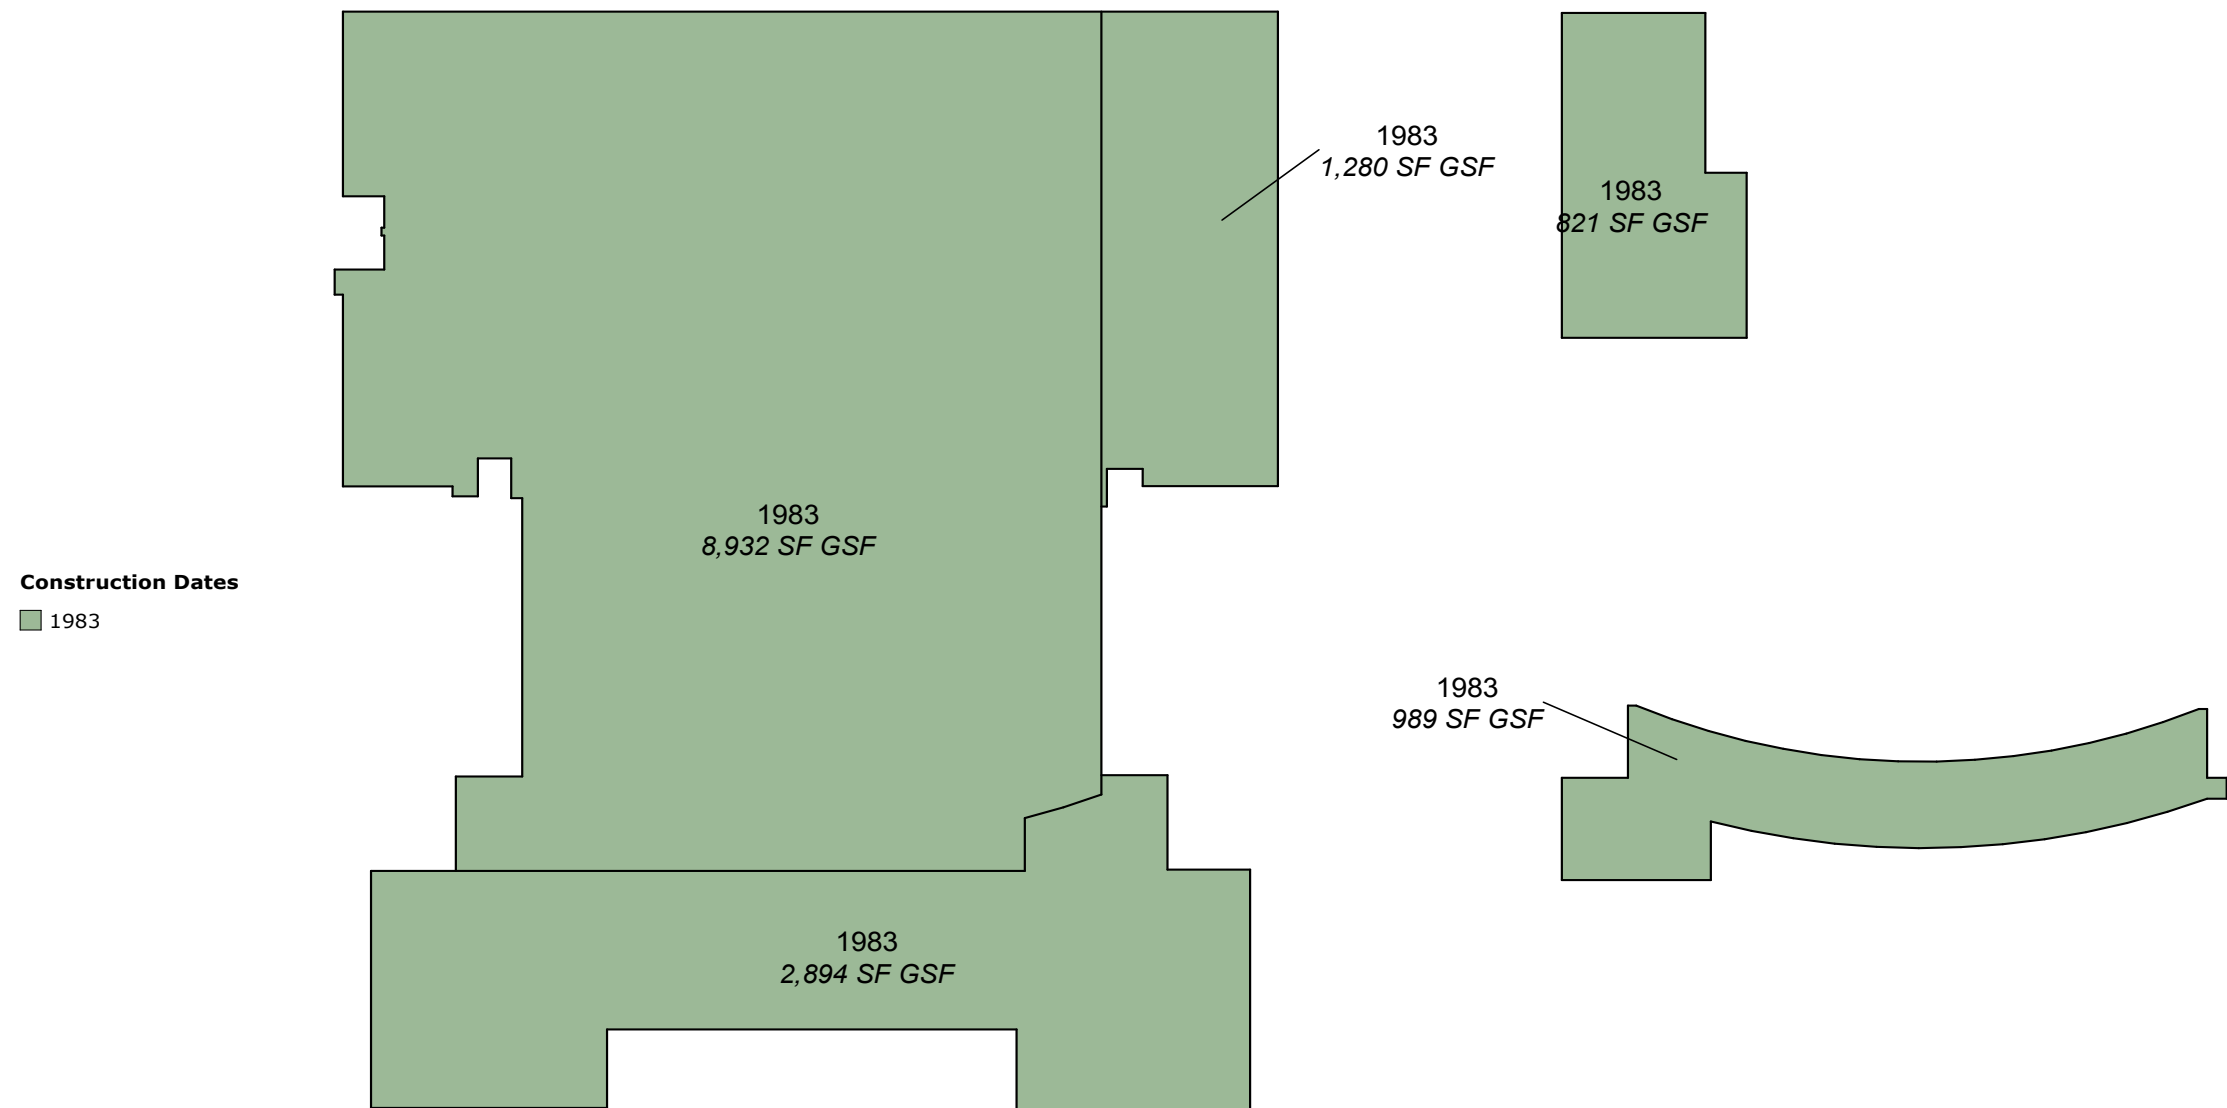 1983
1,280 SF GSF
1983
821 SF GSF
1983
8,932 SF GSF
Construction Dates
1983
1983
989 SF GSF
1983
2,894 SF GSF